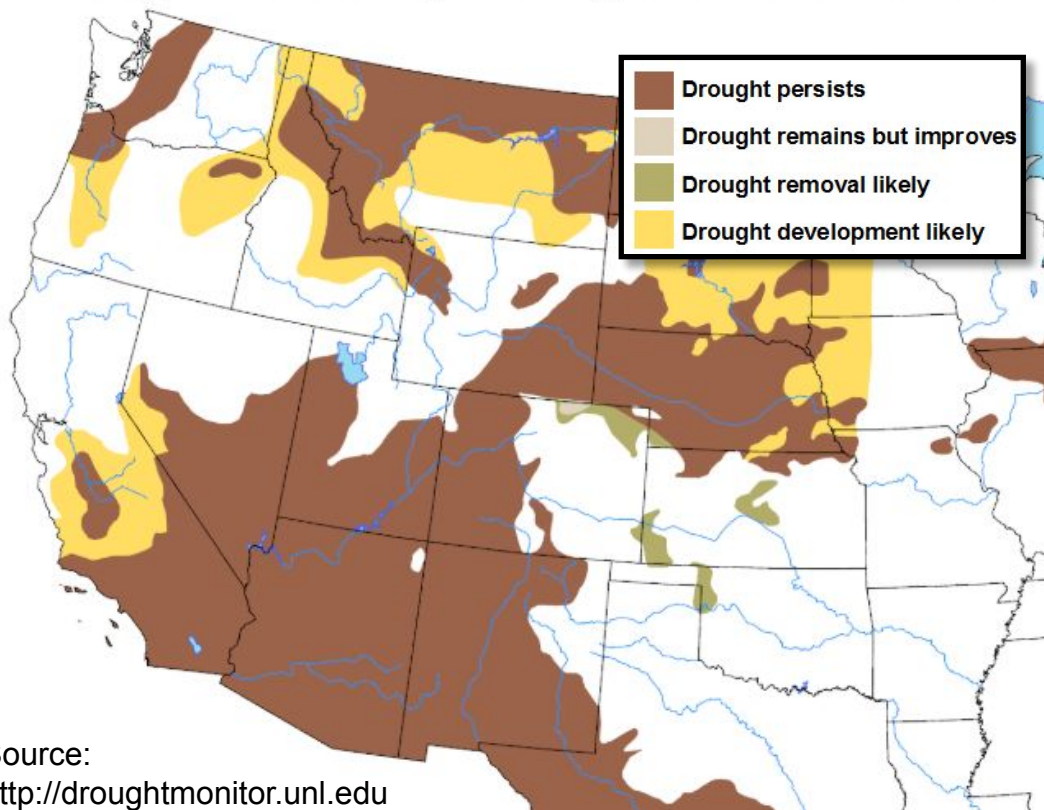 Drought persists
Drought remains but improves
Drought removal likely
Drought development likely
ource:
ttp://droughtmonitor.unl.edu